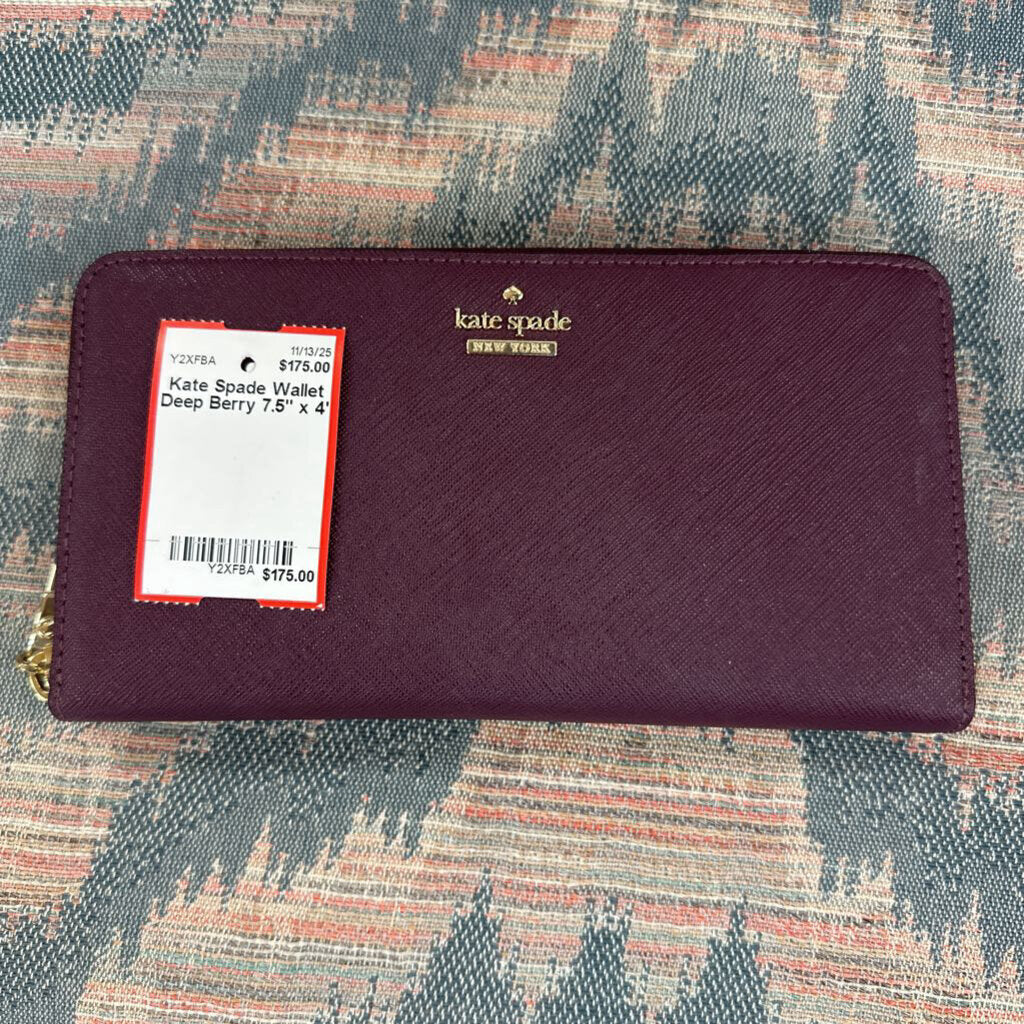 kate spade
NEW YORK
11/13/25
Y2XFBA $175.00
Kate Spade Wallet
Deep Berry 7.5" x 4'
Y2XFBA $175.00